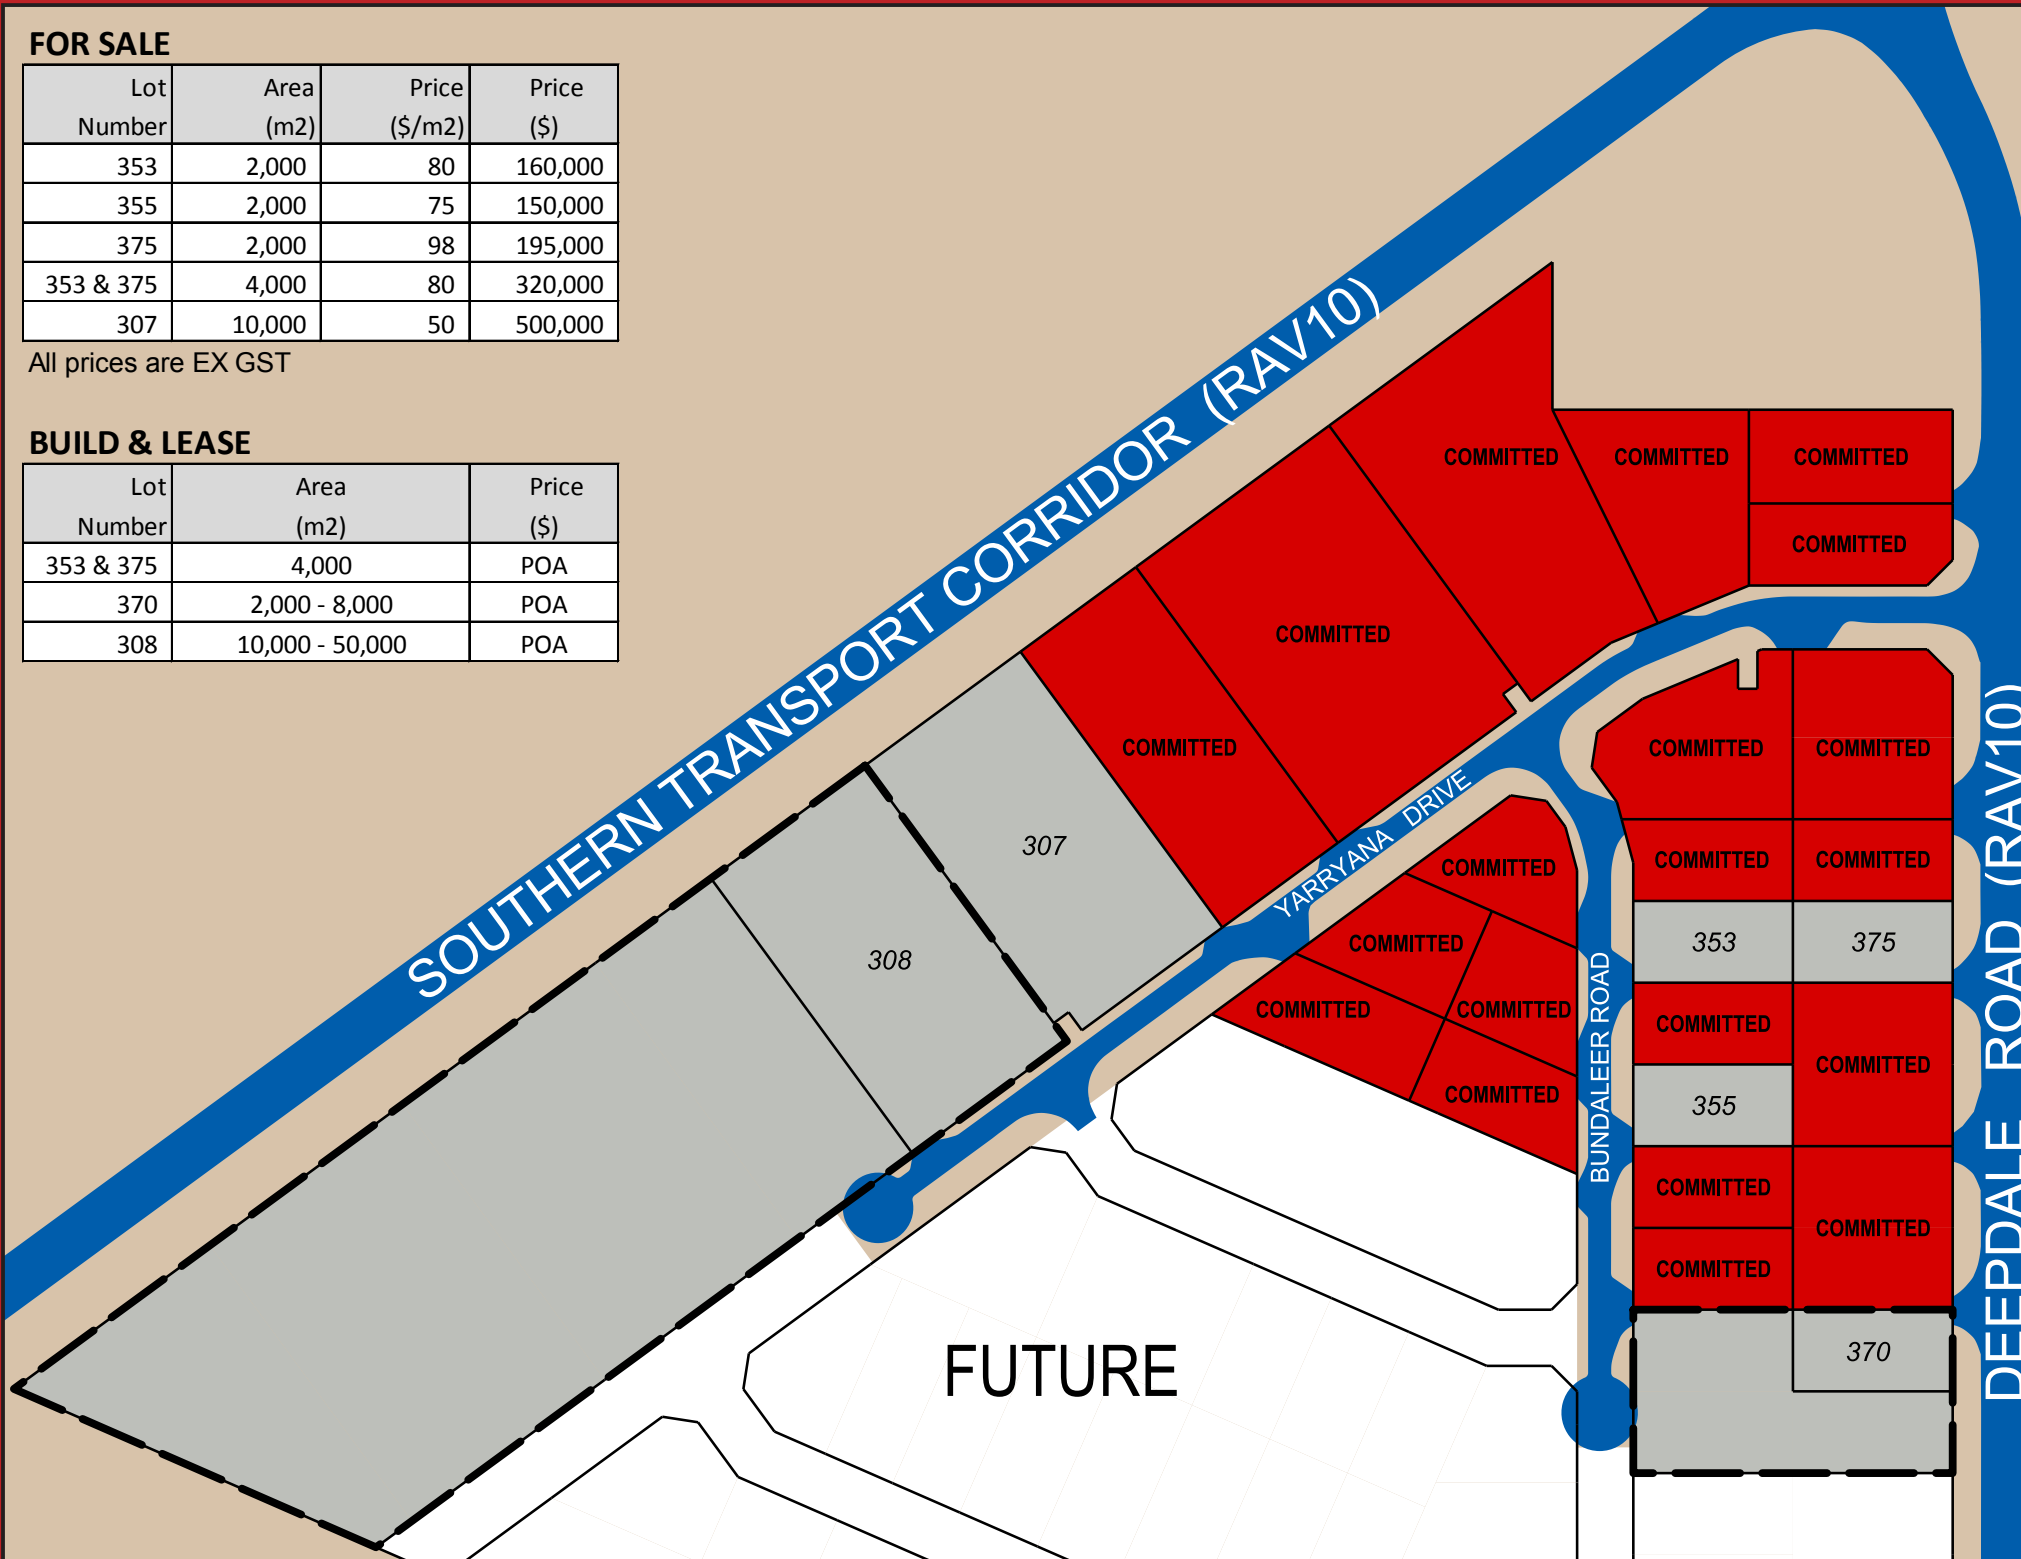 FOR SALE
Lot Number Area (m2) Price ($/m2) Price ($)
353 2,000 80 160,000
355 2,000 75 150,000
375 2,000 98 195,000
353 & 375 4,000 80 320,000
307 10,000 50 500,000
All prices are EX GST
BUILD & LEASE
Lot Number Area (m2) Price ($)
353 & 375 4,000 POA
370 2,000 - 8,000 POA
308 10,000 - 50,000 POA
SOUTHERN TRANSPORT CORRIDOR (RAV10)
COMMITTED
COMMITTED
COMMITTED
COMMITTED
COMMITTED
COMMITTED
307
308
YARRYANA DRIVE
COMMITTED
COMMITTED
COMMITTED
COMMITTED
COMMITTED
COMMITTED
COMMITTED
COMMITTED
COMMITTED
COMMITTED
353
375
BUNDALEER ROAD
COMMITTED
COMMITTED
355
COMMITTED
COMMITTED
COMMITTED
370
DEEPDALE ROAD (RAV10)
FUTURE